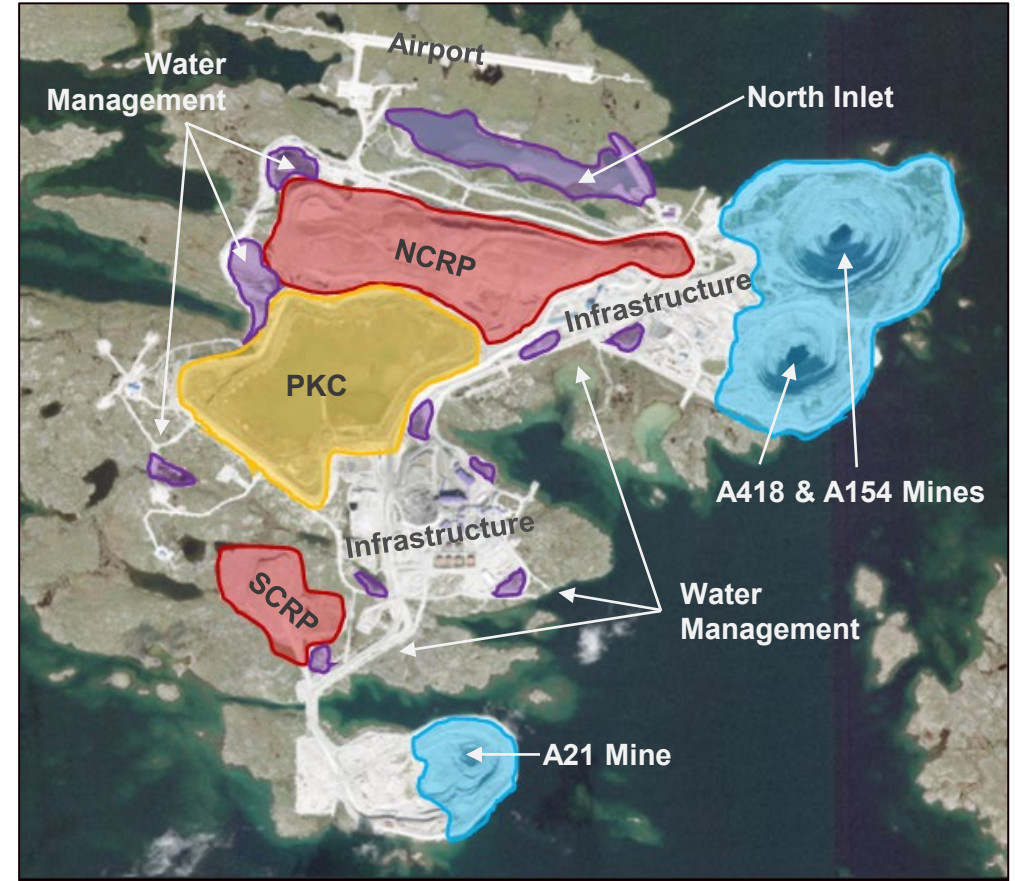 Airport
Water
Management
North Inlet
NCRP
Infrastructure
PKC
A418 & A154 Mines
Infrastructure
SCRP
Water
Management
A21 Mine